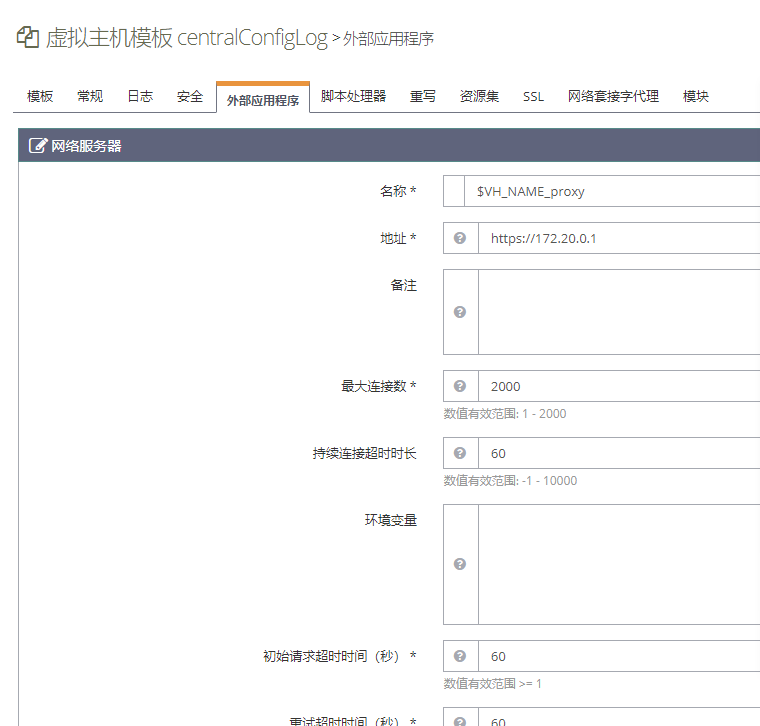 虚拟主机模板 centralConfigLog > 外部应用程序
模板 常规 日志 安全 外部应用程序 脚本处理器 重写 资源集 SSL 网络套接字代理 模块
网络服务器
名称 * $VH_NAME_proxy
地址 * https://172.20.0.1
备注
最大连接数 * 2000
数值有效范围: 1 - 2000
持续连接超时时长 60
数值有效范围: -1 - 10000
环境变量
初始请求超时时间（秒） * 60
数值有效范围 >= 1
重试超时时间（秒） * 60